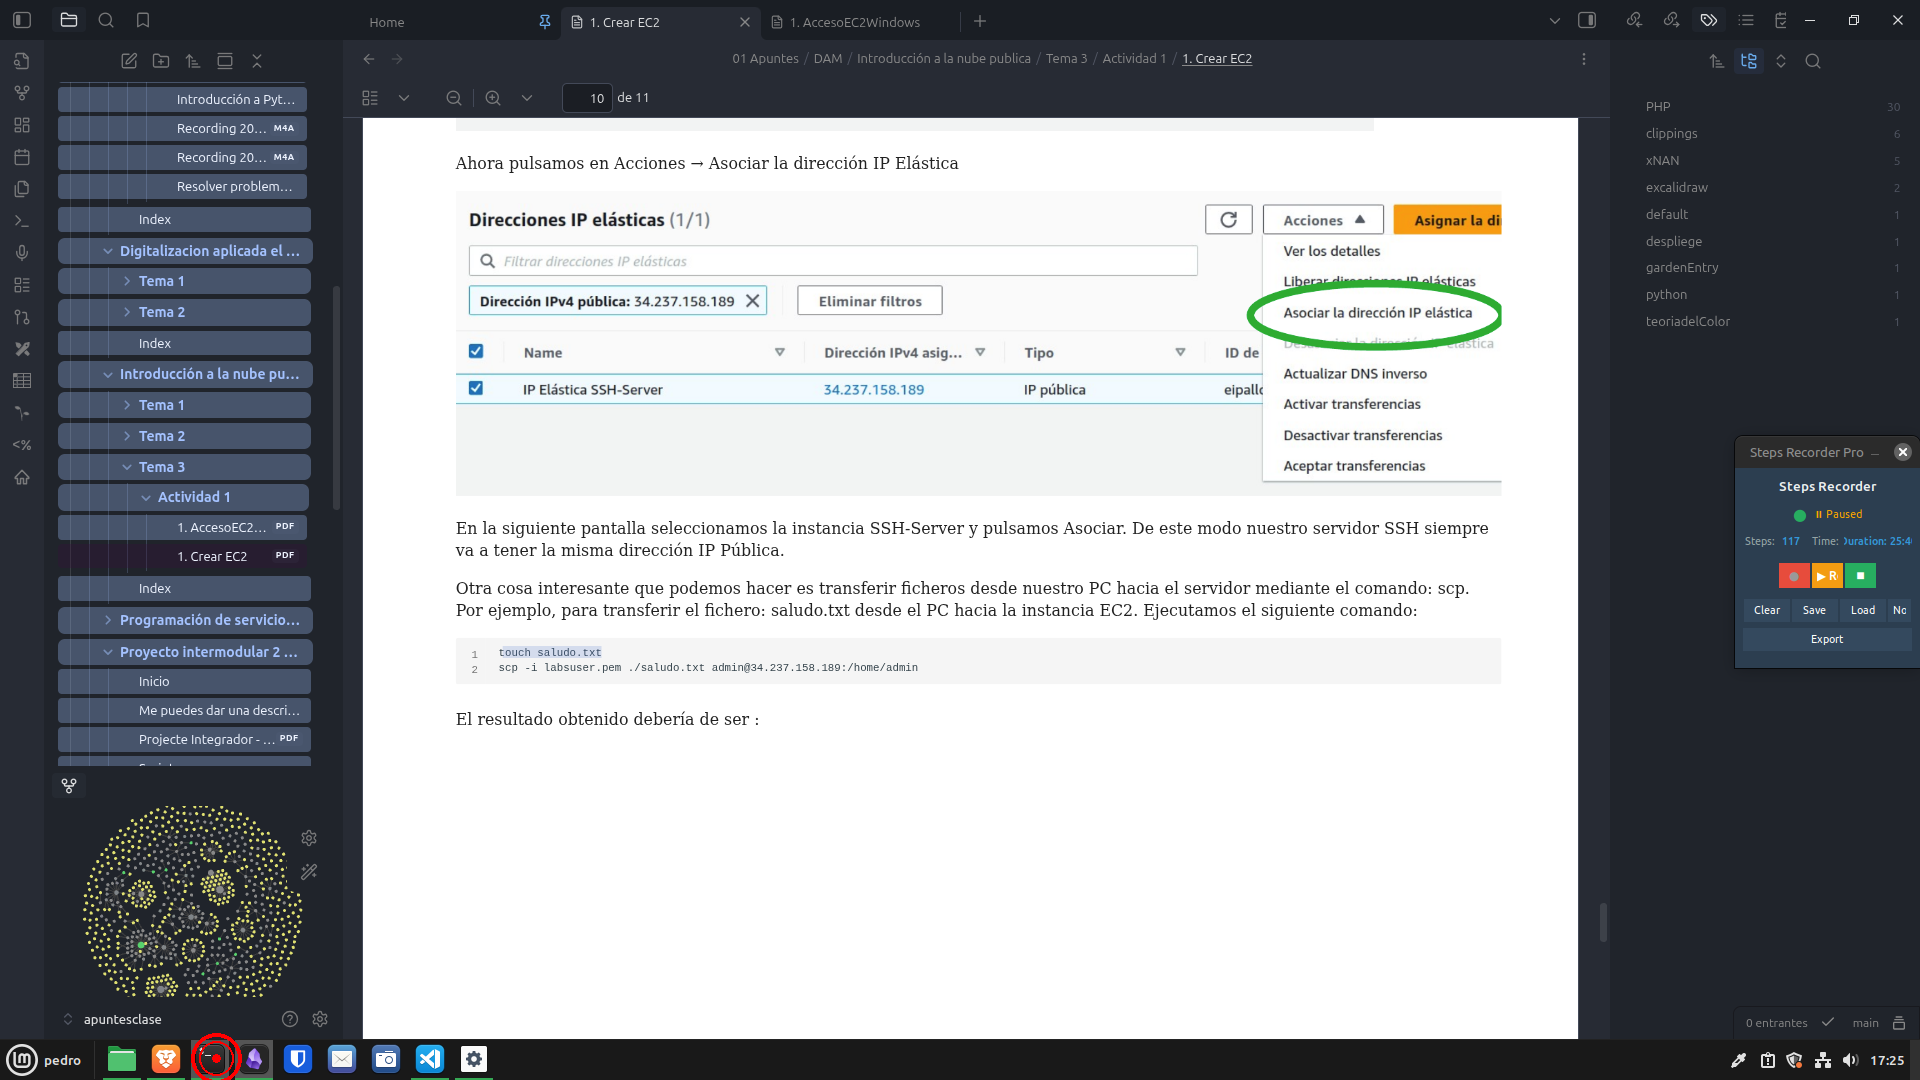 Home
1. Crear EC2
1. AccesoEC2Windows
01 Apuntes / DAM / Introducción a la nube publica / Tema 3 / Actividad 1 / 1. Crear EC2
10 de 11
Introducción a Pyt...
Recording 20... M4A
Recording 20... M4A
Resolver problem...
Index
Digitalizacion aplicada el ...
Tema 1
Tema 2
Index
Introducción a la nube pu...
Tema 1
Tema 2
Tema 3
Actividad 1
1. AccesoEC2... PDF
1. Crear EC2 PDF
Index
Programación de servicio...
Proyecto intermodular 2 ...
Inicio
Me puedes dar una descri...
Projecte Integrador - ... PDF
apuntesclase
Ahora pulsamos en Acciones → Asociar la dirección IP Elástica
Direcciones IP elásticas (1/1)
Acciones
Asignar la di
Filtrar direcciones IP elásticas
Dirección IPv4 pública: 34.237.158.189
Eliminar filtros
Ver los detalles
Liberar direcciones IP elásticas
Asociar la dirección IP elástica
Desasociar la dirección IP elástica
Actualizar DNS inverso
Activar transferencias
Desactivar transferencias
Aceptar transferencias
Name
Dirección IPv4 asig...
Tipo
ID de
IP Elástica SSH-Server
34.237.158.189
IP pública
eipallo
En la siguiente pantalla seleccionamos la instancia SSH-Server y pulsamos Asociar. De este modo nuestro servidor SSH siempre
va a tener la misma dirección IP Pública.
Otra cosa interesante que podemos hacer es transferir ficheros desde nuestro PC hacia el servidor mediante el comando: scp.
Por ejemplo, para transferir el fichero: saludo.txt desde el PC hacia la instancia EC2. Ejecutamos el siguiente comando:
1 touch saludo.txt
2 scp -i labsuser.pem ./saludo.txt admin@34.237.158.189:/home/admin
El resultado obtenido debería de ser :
PHP 30
clippings 6
xNAN 5
excalidraw 2
default 1
despliege 1
gardenEntry 1
python 1
teoriadelColor 1
Steps Recorder Pro
Steps Recorder
Paused
Steps: 117 Time: Duration: 25:4
R
Clear
Save
Load
No
Export
0 entrantes
main
pedro
17:25